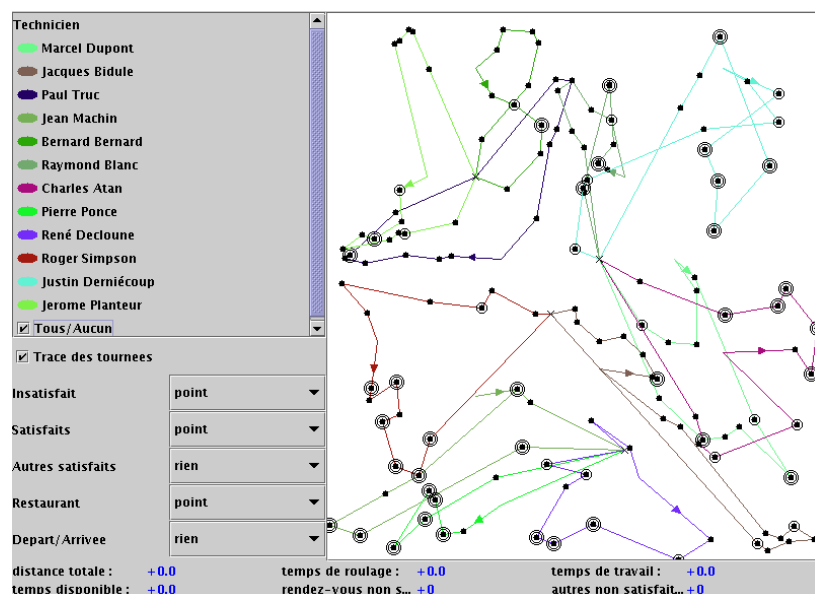 Technicien
Marcel Dupont
Jacques Bidule
Paul Truc
Jean Machin
Bernard Bernard
Raymond Blanc
Charles Atan
Pierre Ponce
René Decloune
Roger Simpson
Justin Derniécoup
Jerome Planteur
Tous/Aucun
Trace des tournees
Insatisfait point
Satisfaits point
Autres satisfaits rien
Restaurant point
Depart/Arrivee rien
distance totale : +0.0 temps de roulage : +0.0 temps de travail : +0.0
temps disponible : +0.0 rendez-vous non s... +0 autres non satisfait... +0